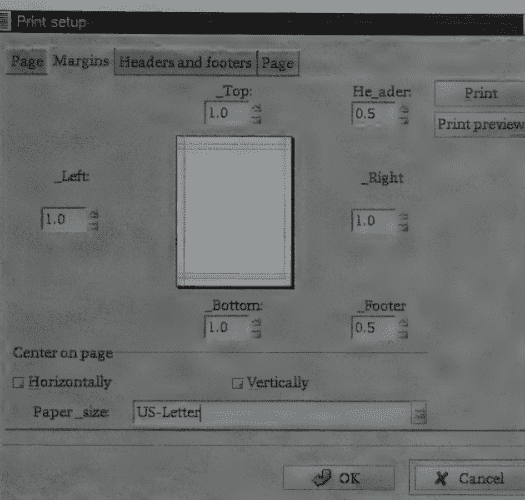 Print setup
Page Margins Headers and footers Page
_Top: He_ader: Print
1.0 0.5 Print preview
_Left: _Right
1.0 1.0
_Bottom: _Footer
1.0 0.5
Center on page
Horizontally Vertically
Paper_size: US-Letter
OK Cancel